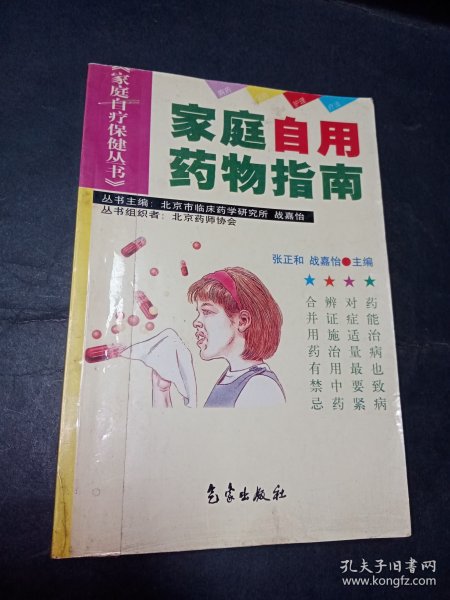 《家庭自疗保健丛书》
护理
疗法
家庭自用
药物指南
丛书主编：北京市临床药学研究所 战嘉怡
丛书组织者：北京药师协会
张正和 战嘉怡●主编
★★★★
药能治病也致病
对症适量最要紧
辨证施治用中药
合并用药有禁忌
气象出版社
孔夫子旧书网
www.kongfz.com